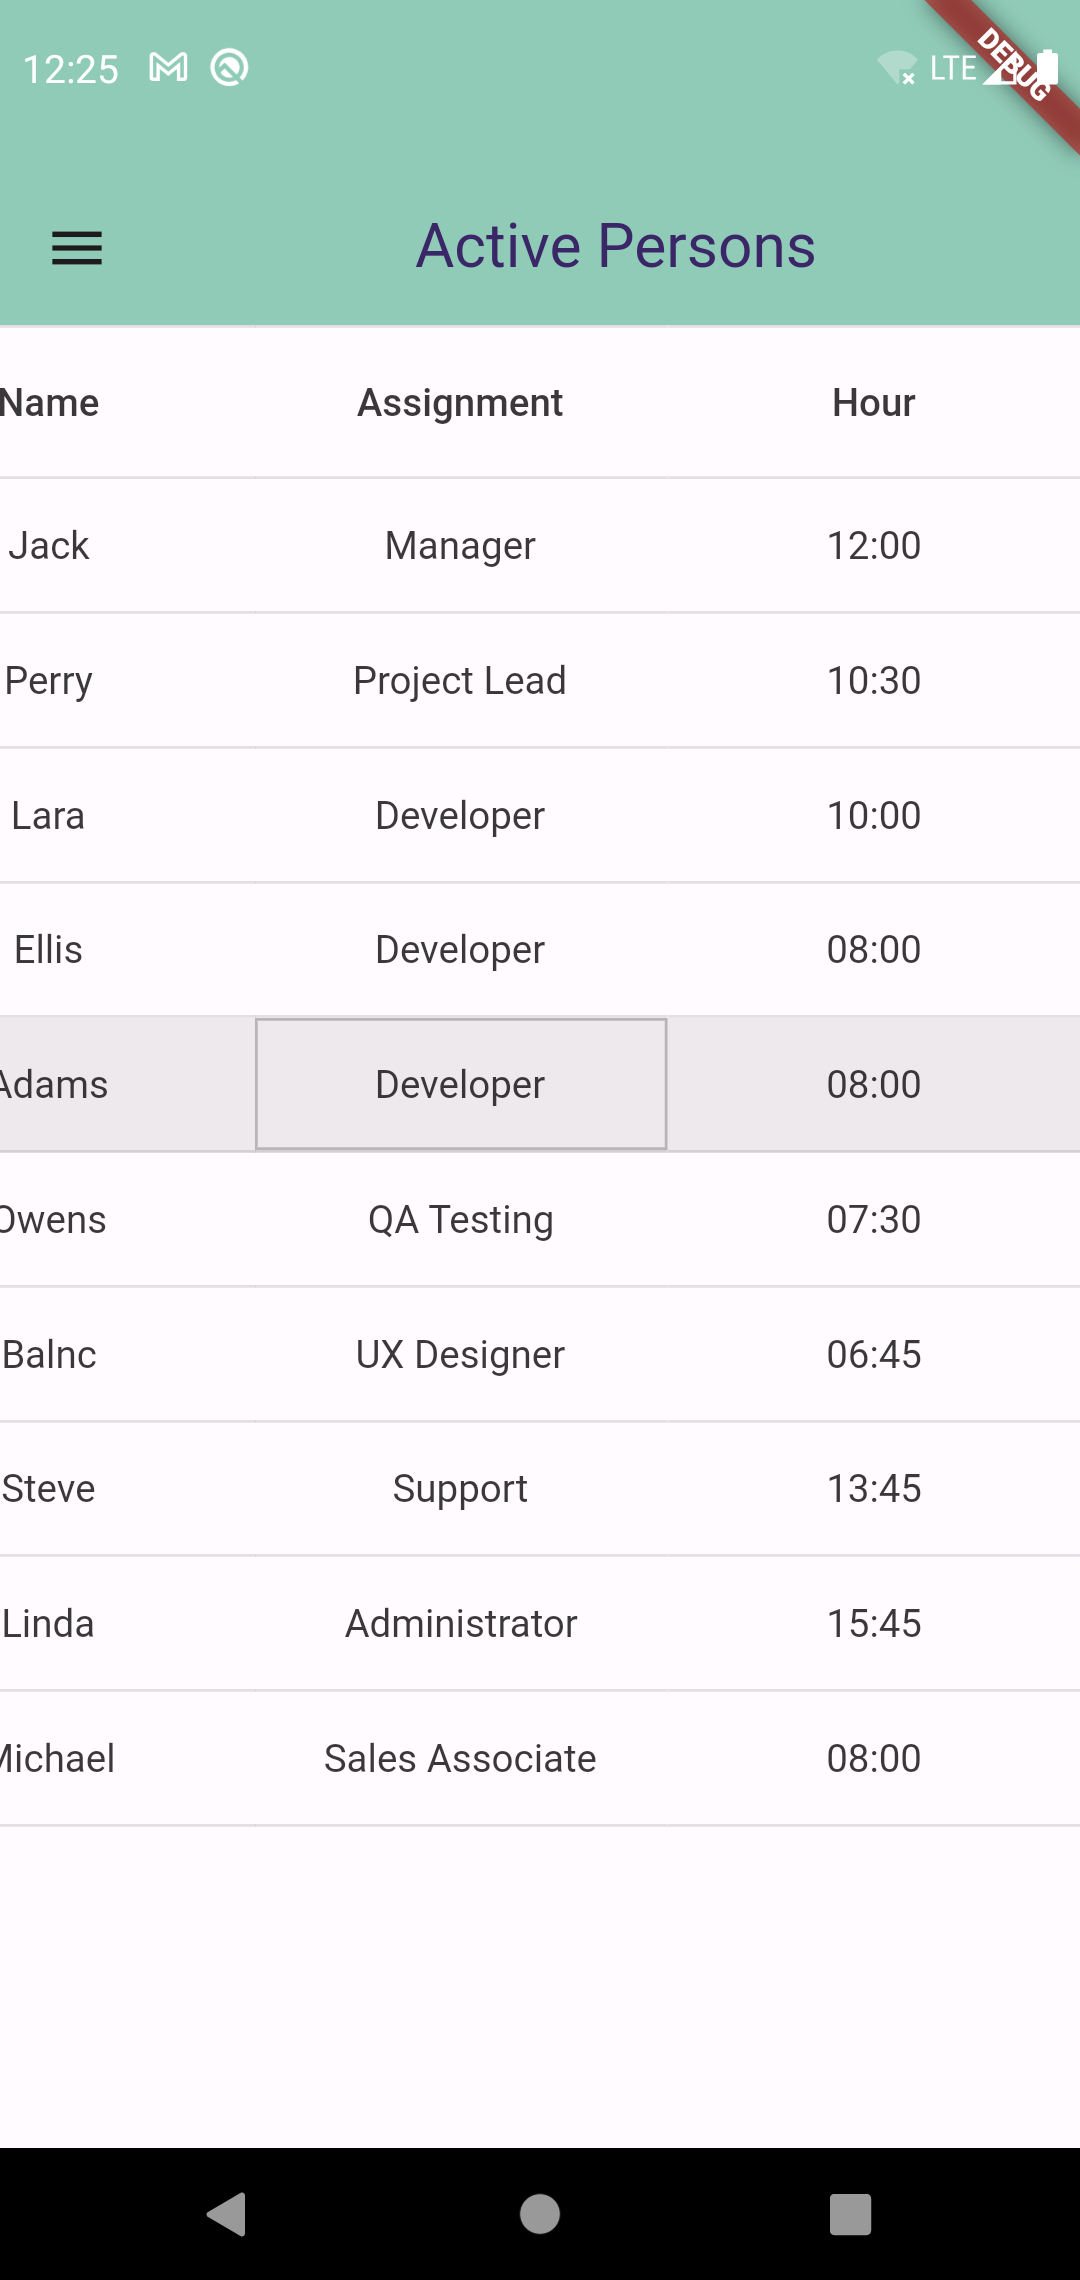 12:25 LTE DEBUG
Active Persons
Name Assignment Hour
Jack Manager 12:00
Perry Project Lead 10:30
Lara Developer 10:00
Ellis Developer 08:00
Adams Developer 08:00
Owens QA Testing 07:30
Balnc UX Designer 06:45
Steve Support 13:45
Linda Administrator 15:45
Michael Sales Associate 08:00